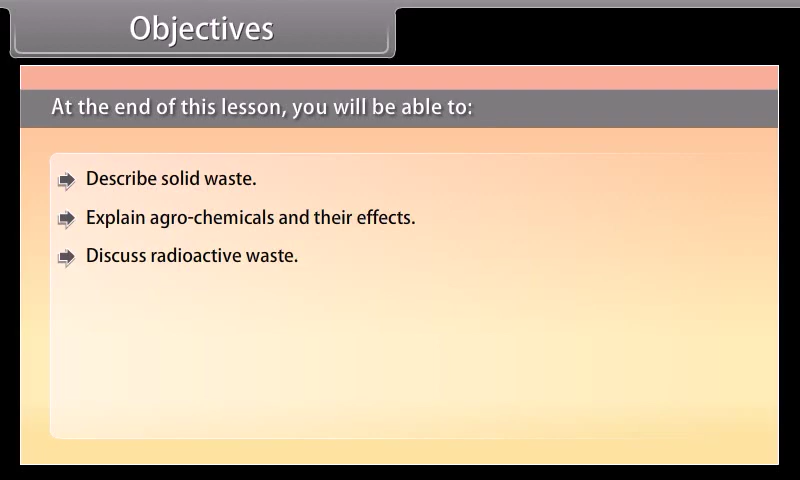 Objectives
At the end of this lesson, you will be able to:
Describe solid waste.
Explain agro-chemicals and their effects.
Discuss radioactive waste.